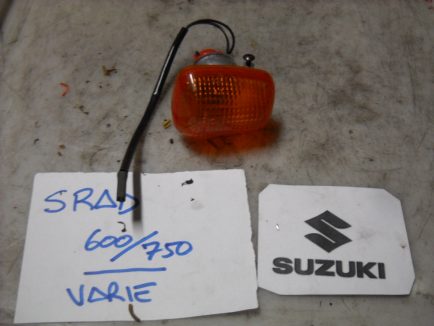 SRAD
600/750
VARIE
SUZUKI